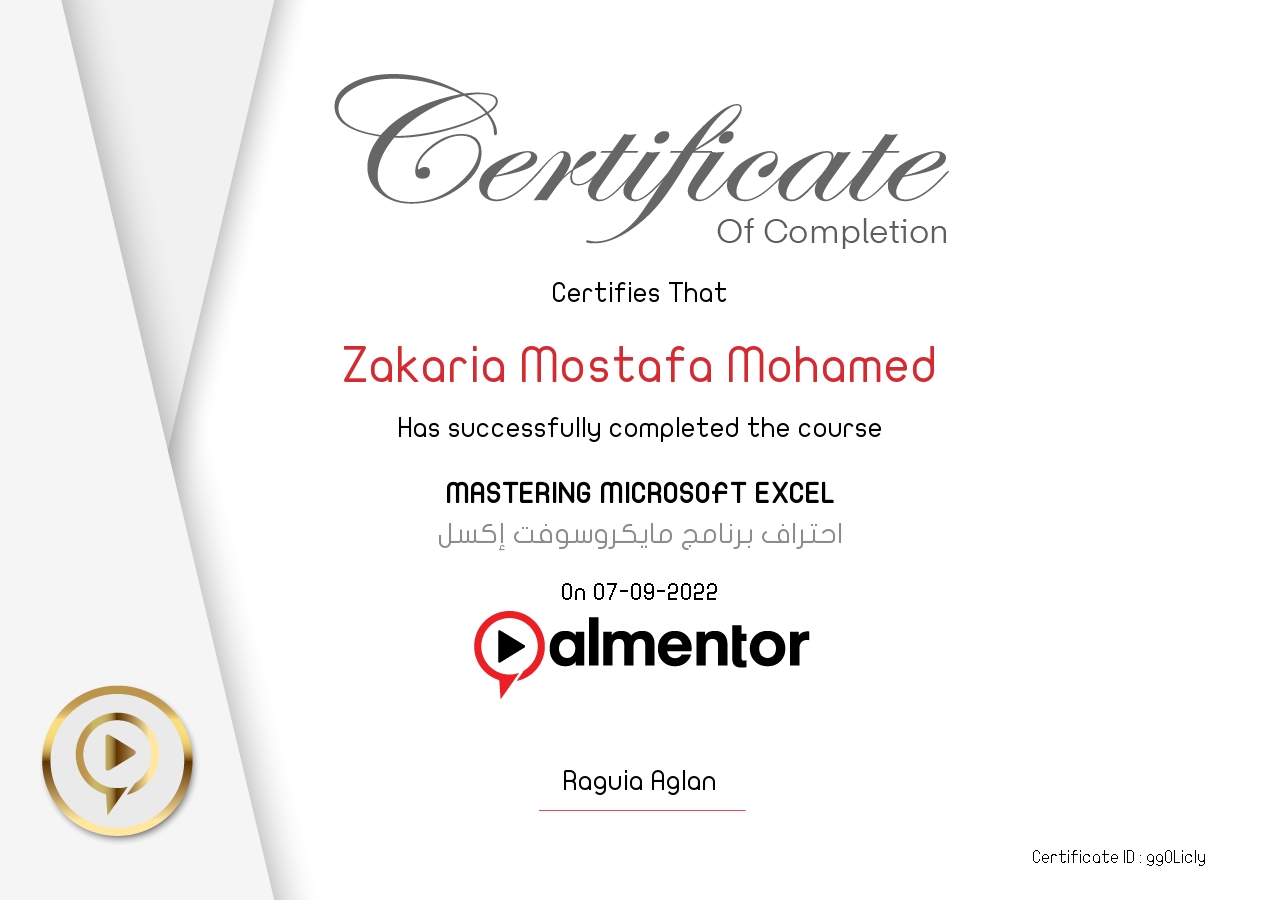 Certificate
Of Completion
Certifies That
Zakaria Mostafa Mohamed
Has successfully completed the course
MASTERING MICROSOFT EXCEL
احتراف برنامج مايكروسوفت إكسل
On 07-09-2022
almentor
Raguia Aglan
Certificate ID : gg0Licly